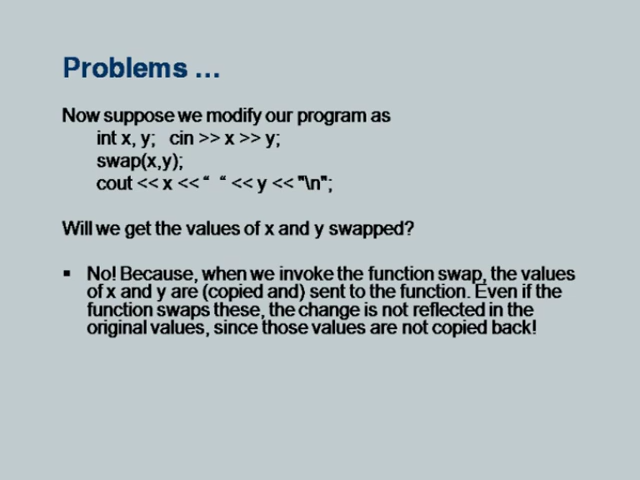 Problems ...
Now suppose we modify our program as
int x, y; cin >> x >> y;
swap(x,y);
cout << x << “ “ << y << "\n";
Will we get the values of x and y swapped?
▪ No! Because, when we invoke the function swap, the values
of x and y are (copied and) sent to the function. Even if the
function swaps these, the change is not reflected in the
original values, since those values are not copied back!